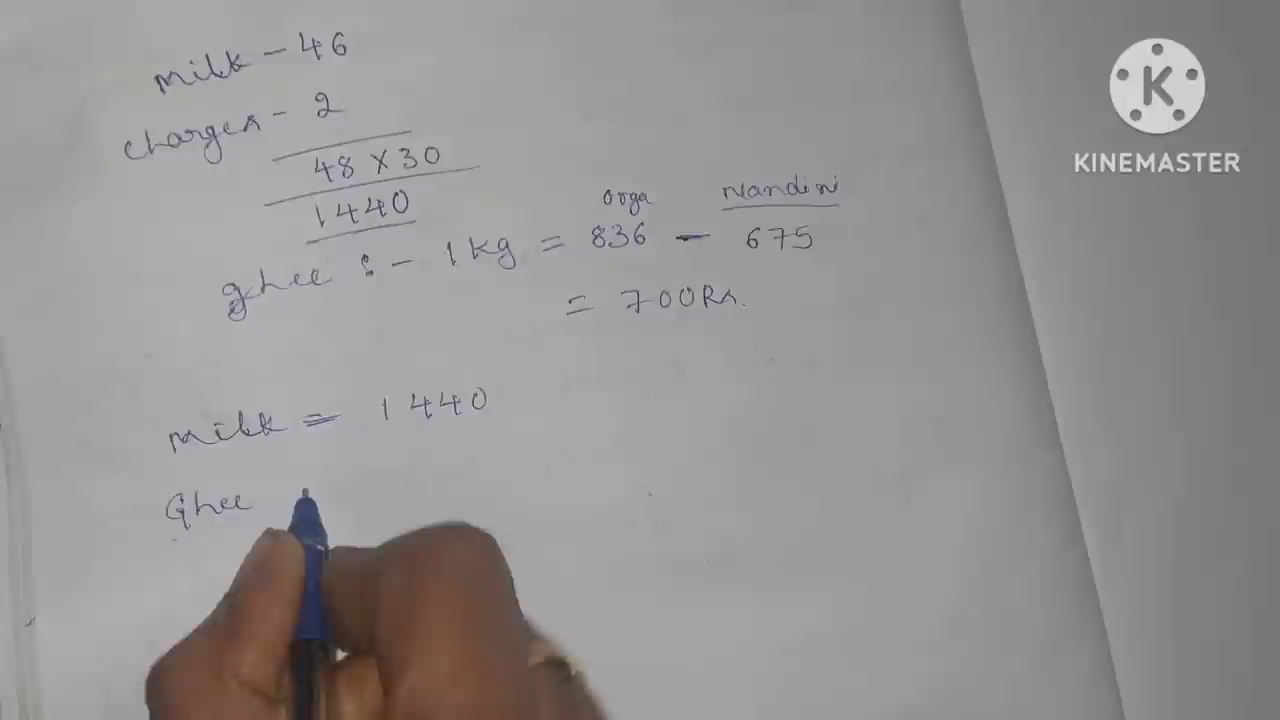 milk - 46
charges - 2
48 x 30
1440
orga Nandini
ghee :- 1kg = 836 - 675
= 700Rs.
milk = 1440
Ghee
K
KINEMASTER